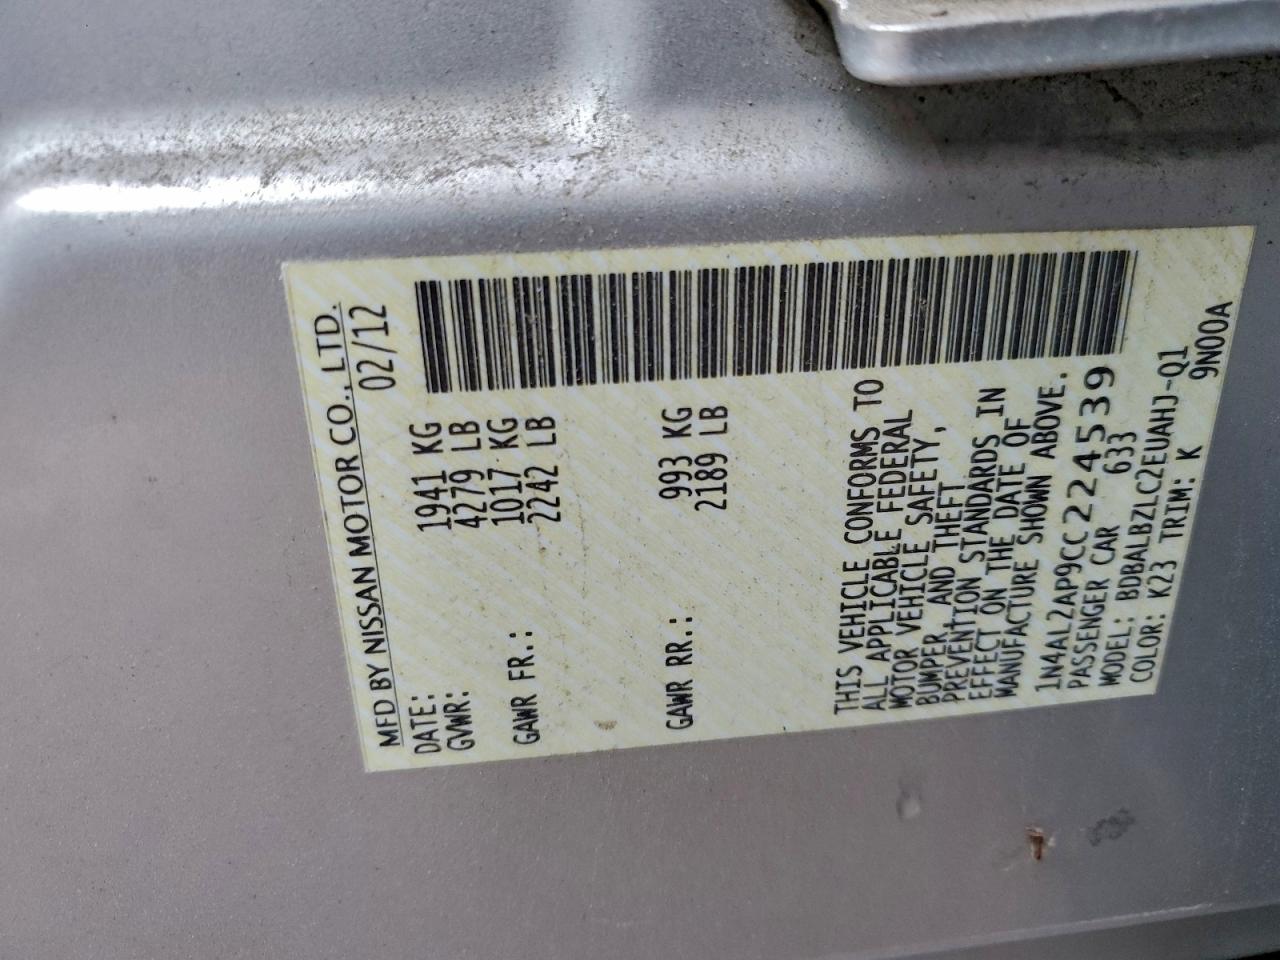 MFD BY NISSAN MOTOR CO., LTD.
DATE: 02/12
GVWR: 1941 KG
4279 LB
GAWR FR.: 1017 KG
2242 LB
GAWR RR.: 993 KG
2189 LB
THIS VEHICLE CONFORMS TO
ALL APPLICABLE FEDERAL
MOTOR VEHICLE SAFETY,
BUMPER, AND THEFT
PREVENTION STANDARDS IN
EFFECT ON THE DATE OF
MANUFACTURE SHOWN ABOVE.
1N4AL2AP9CC224539
PASSENGER CAR 633
MODEL: BDBALBZLC2EUAHJ-Q1
COLOR: K23 TRIM: K 9N00A